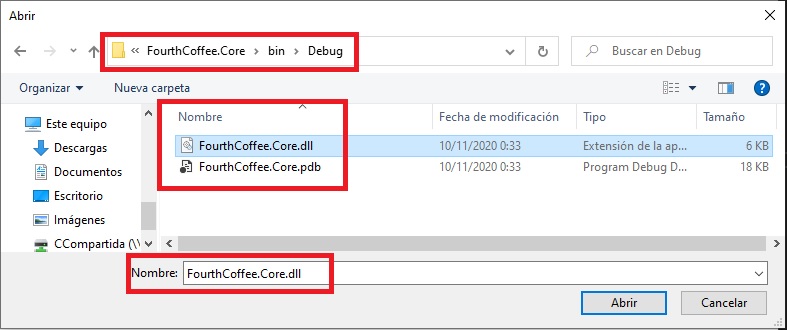 Abrir
« FourthCoffee.Core > bin > Debug
Buscar en Debug
Organizar
Nueva carpeta
Nombre Fecha de modificación Tipo Tamaño
Este equipo
Descargas
Documentos
Escritorio
Imágenes
CCompartida (\\
FourthCoffee.Core.dll 10/11/2020 0:33 Extensión de la ap... 6 KB
FourthCoffee.Core.pdb 10/11/2020 0:33 Program Debug D... 18 KB
Nombre: FourthCoffee.Core.dll
Abrir
Cancelar